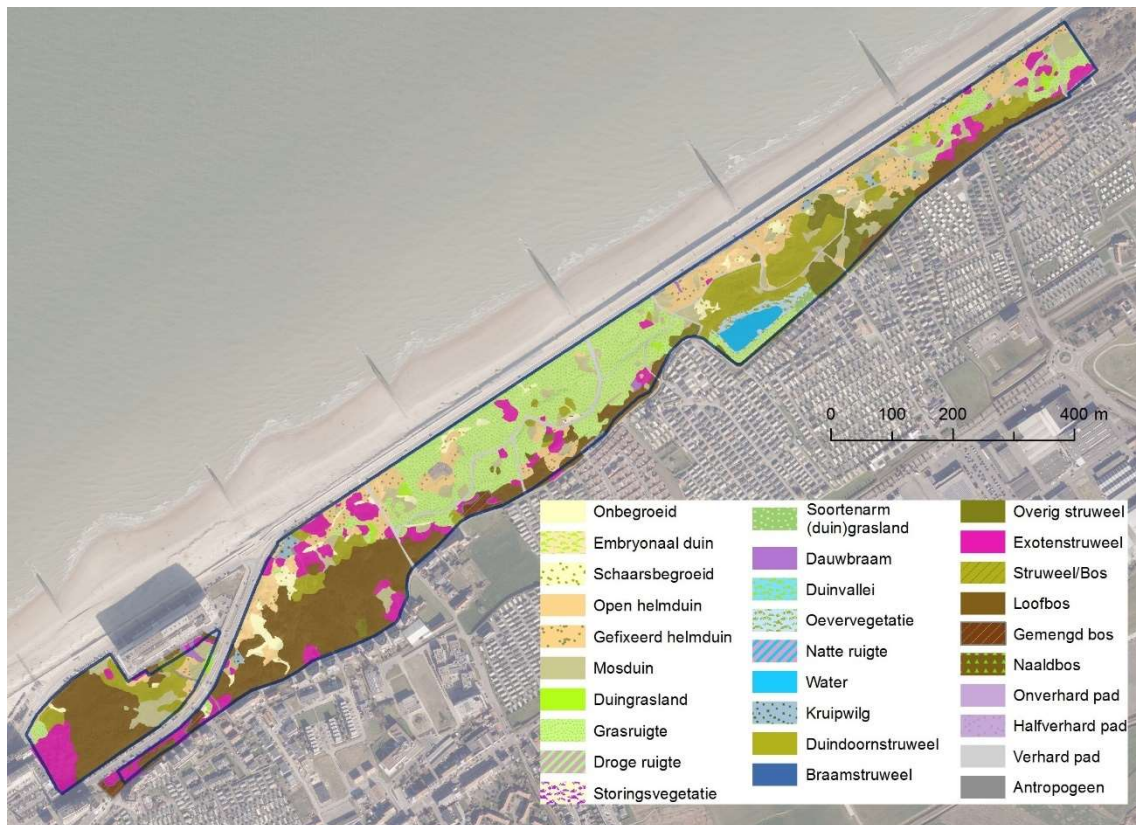 0 100 200 400 m
Onbegroeid
Embryonaal duin
Schaarsbegroeid
Open helmduin
Gefixeerd helmduin
Mosduin
Duingrasland
Grasruigte
Droge ruigte
Storingsvegetatie
Soortenarm
(duin)grasland
Dauwbraam
Duinvallei
Oevervegetatie
Natte ruigte
Water
Kruipwilg
Duindoornstruweel
Braamstruweel
Overig struweel
Exotenstruweel
Struweel/Bos
Loofbos
Gemengd bos
Naaldbos
Onverhard pad
Halfverhard pad
Verhard pad
Antropogeen